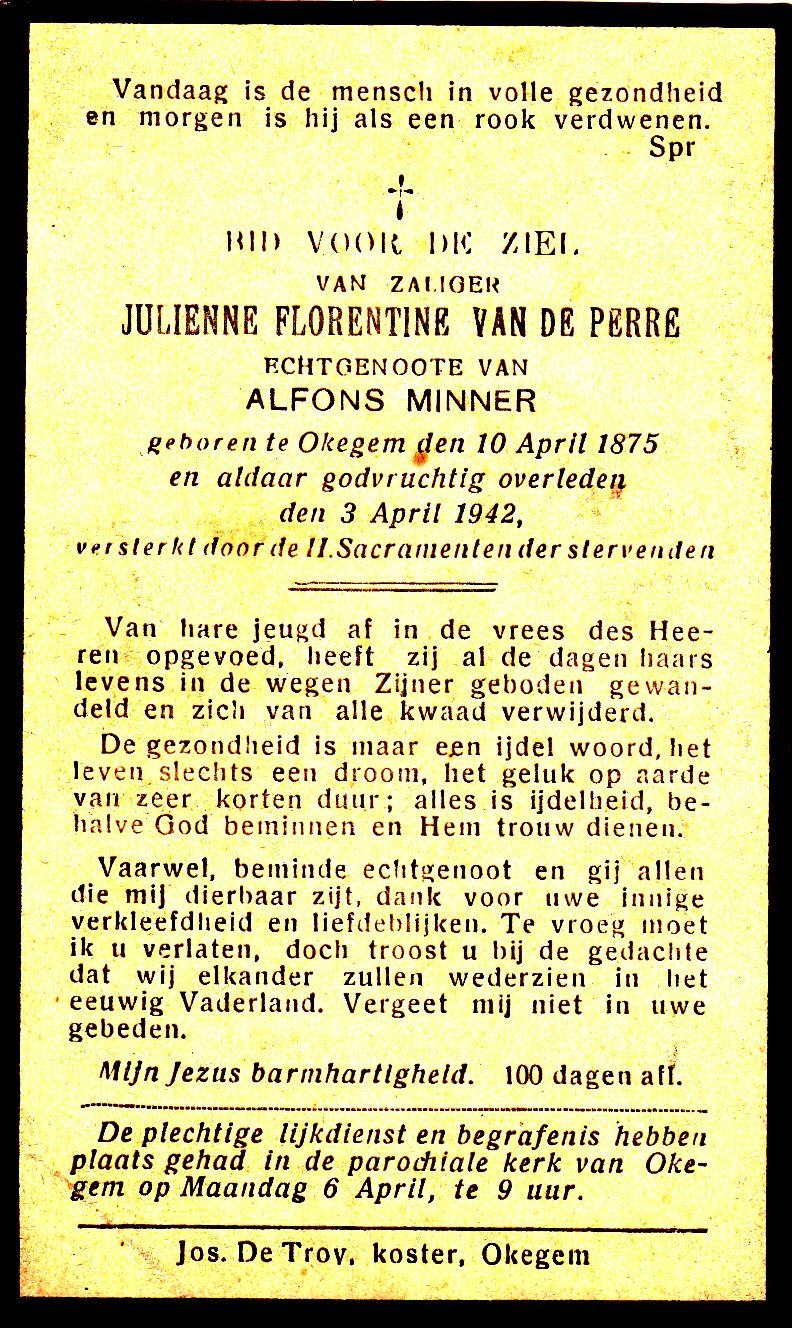 Vandaag is de mensch in volle gezondheid
en morgen is hij als een rook verdwenen.
Spr
BID VOOR DE ZIEL
VAN ZALIGER
JULIENNE FLORENTINE VAN DE PERRE
ECHTGENOOTE VAN
ALFONS MINNER
geboren te Okegem den 10 April 1875
en aldaar godvruchtig overleden
den 3 April 1942,
versterkt door de H. Sacramenten der stervenden
Van hare jeugd af in de vrees des Hee-
ren opgevoed, heeft zij al de dagen haars
levens in de wegen Zijner geboden gewan-
deld en zich van alle kwaad verwijderd.
De gezondheid is maar een ijdel woord, het
leven slechts een droom, het geluk op aarde
van zeer korten duur; alles is ijdelheid, be-
halve God beminnen en Hem trouw dienen.
Vaarwel, beminde echtgenoot en gij allen
die mij dierbaar zijt, dank voor uwe innige
verkleefdheid en liefdeblijken. Te vroeg moet
ik u verlaten, doch troost u bij de gedachte
dat wij elkander zullen wederzien in het
eeuwig Vaderland. Vergeet mij niet in uwe
gebeden.
Mijn Jezus barmhartigheid. 100 dagen afl.
De plechtige lijkdienst en begrafenis hebben
plaats gehad in de parochiale kerk van Oke-
gem op Maandag 6 April, te 9 uur.
Jos. De Troy, koster, Okegem